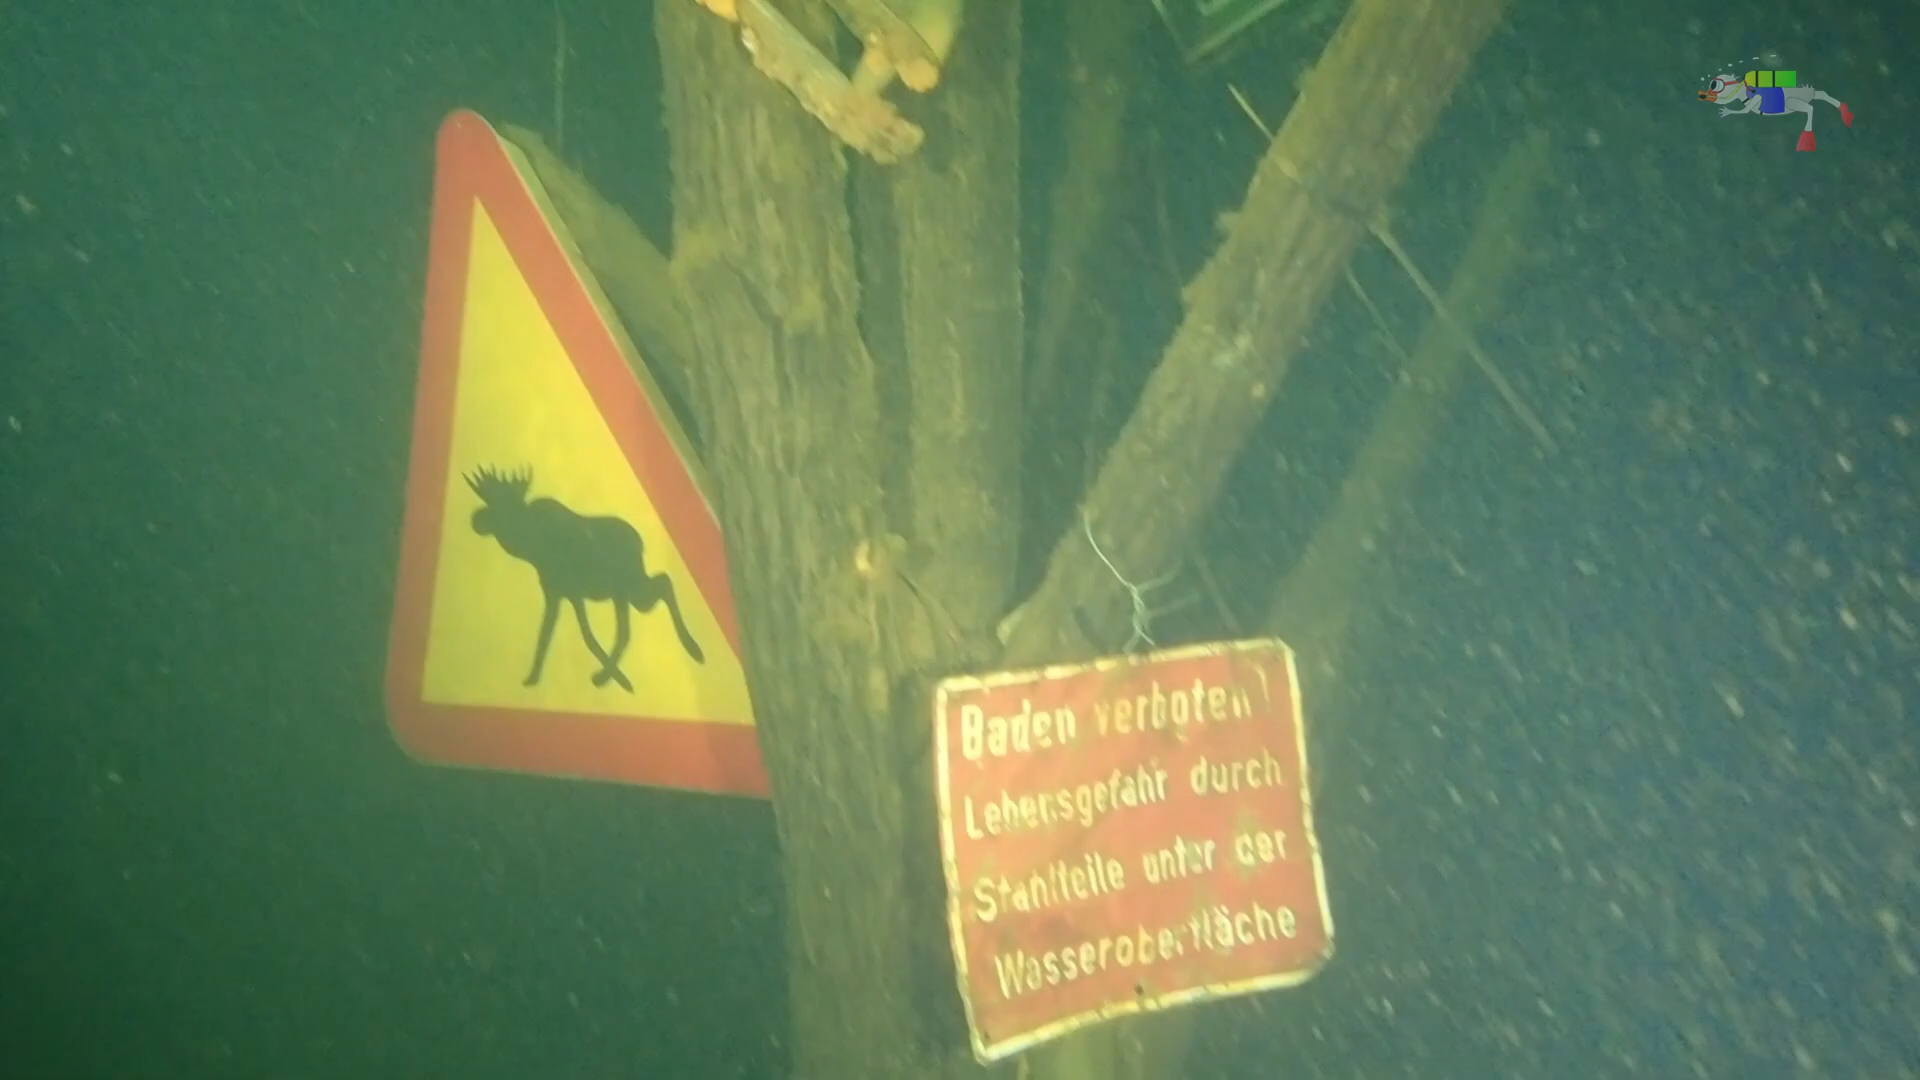 Baden verboten!
Lebensgefahr durch
Stahlteile unter der
Wasseroberfläche